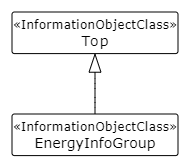 «InformationObjectClass»
Top
«InformationObjectClass»
EnergyInfoGroup